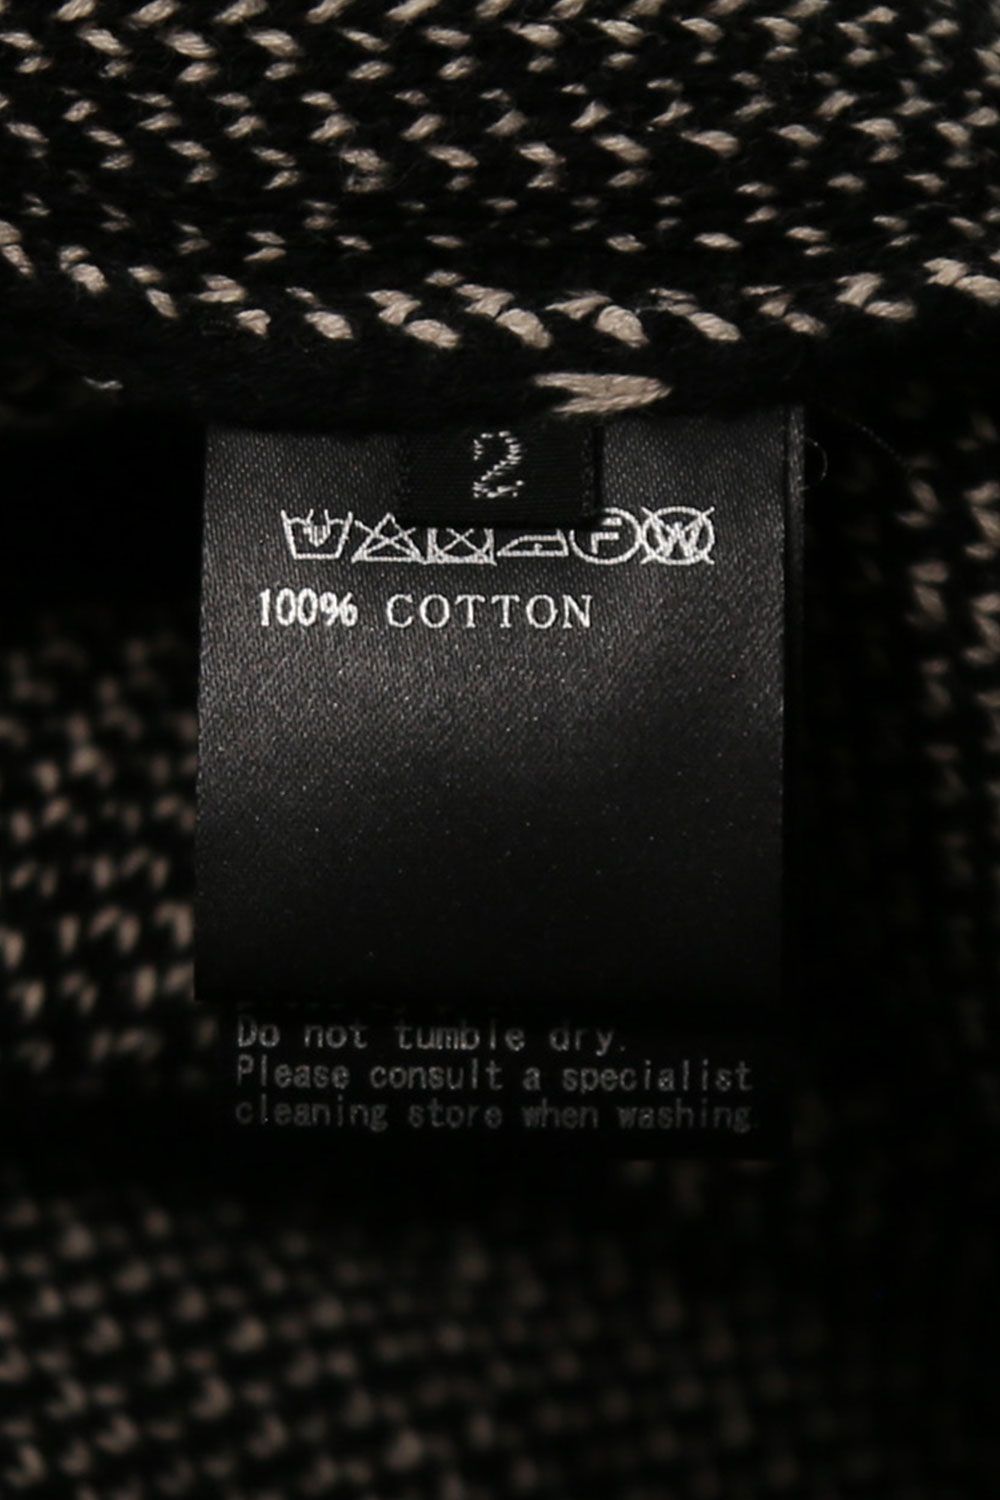 2
F W
100% COTTON
Do not tumble dry.
Please consult a specialist
cleaning store when washing.